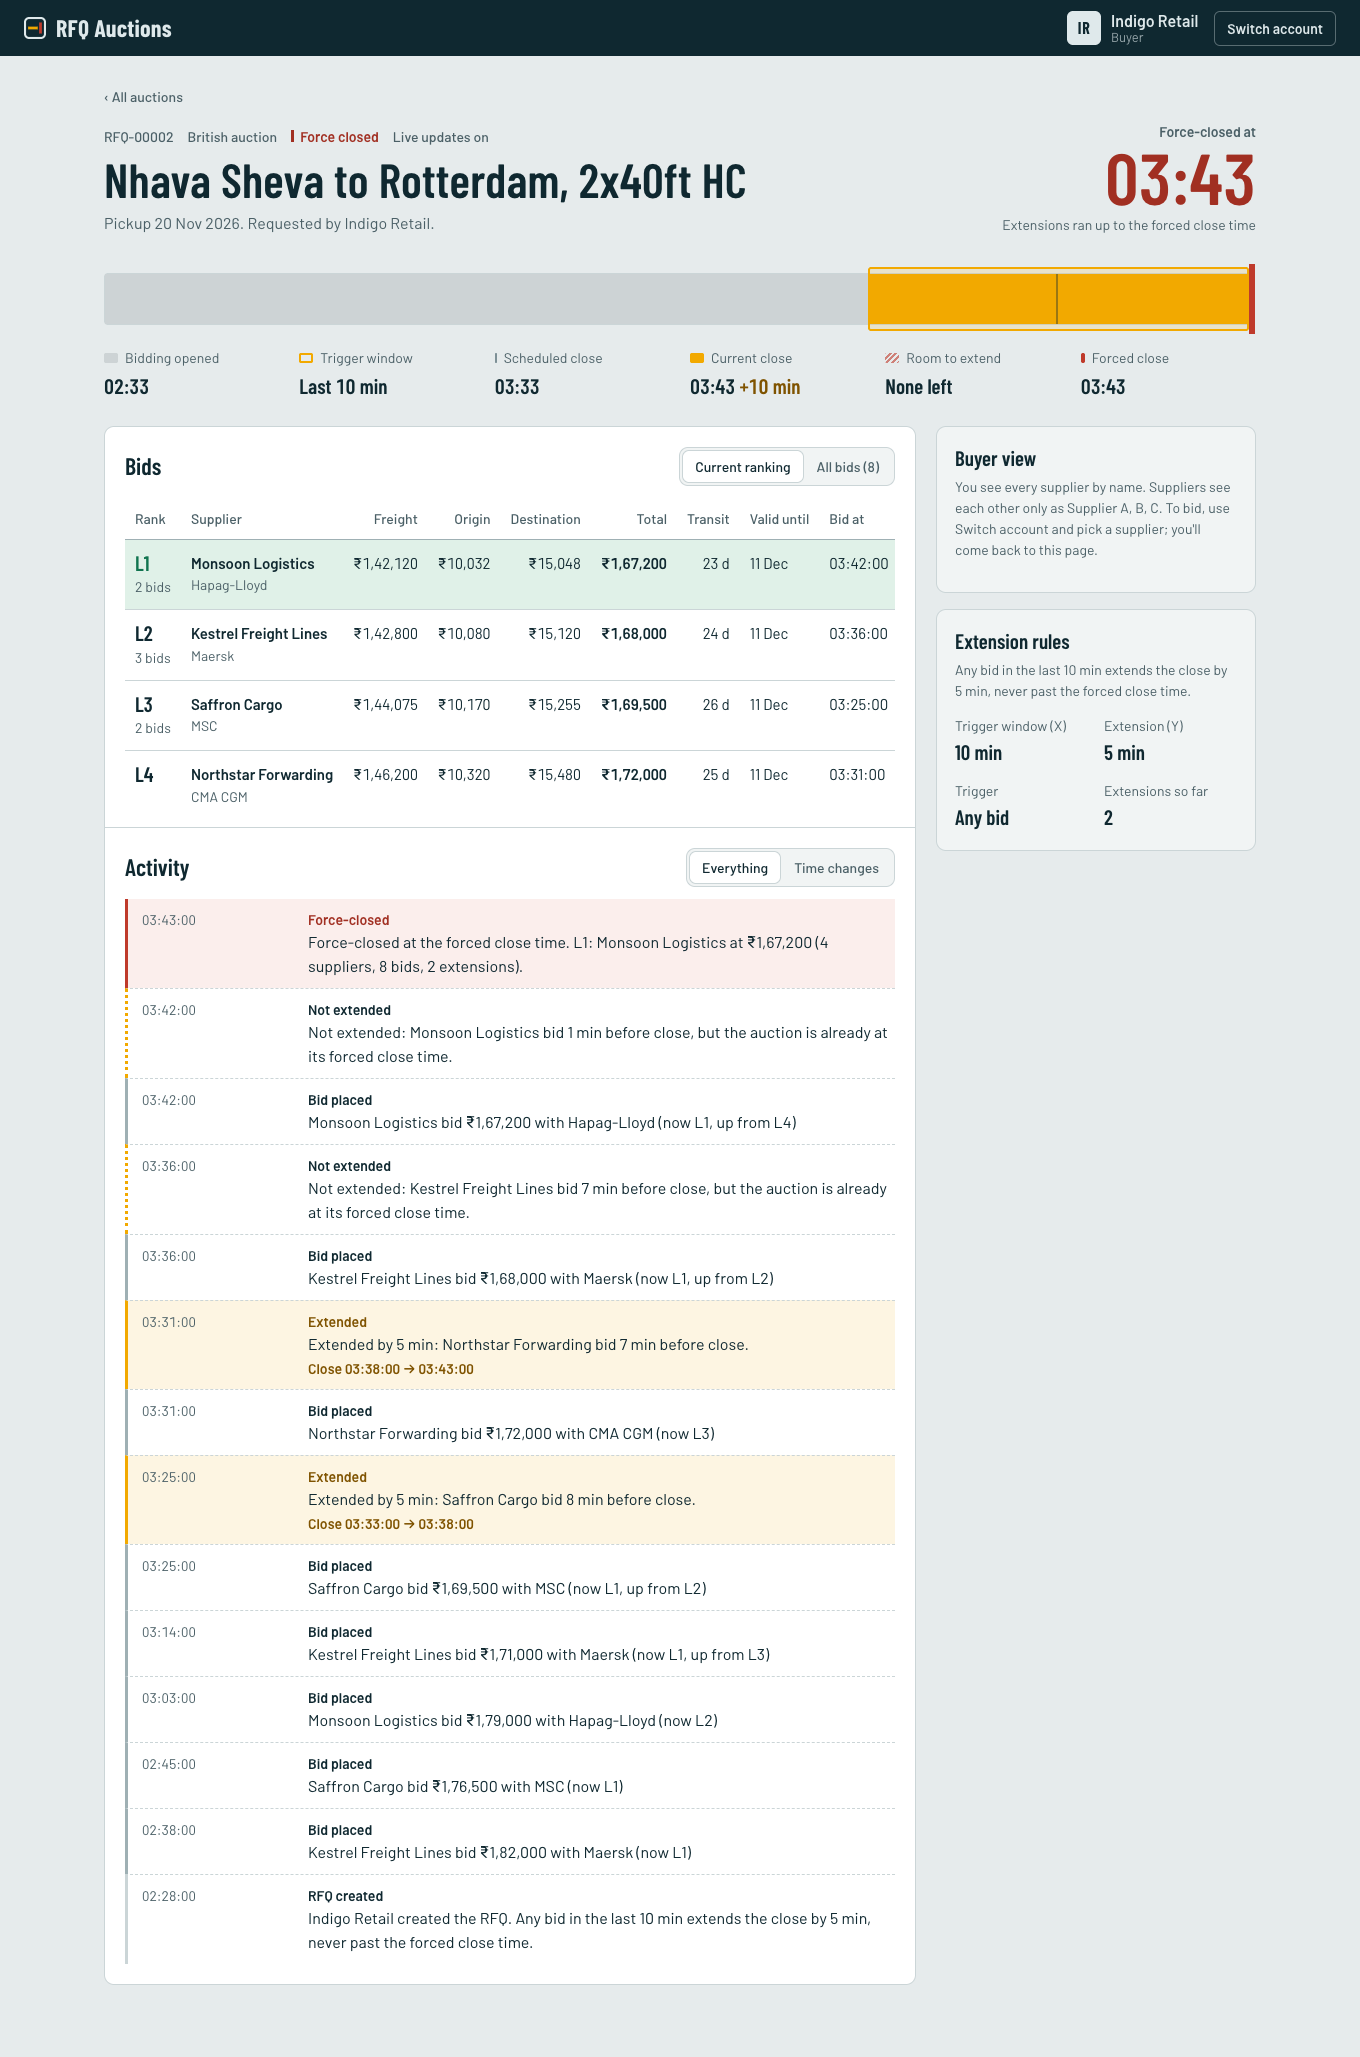 RFQ Auctions
IR
Indigo Retail
Buyer
Switch account
‹ All auctions
RFQ-00002 British auction Force closed Live updates on
Nhava Sheva to Rotterdam, 2x40ft HC
Pickup 20 Nov 2026. Requested by Indigo Retail.
Force-closed at
03:43
Extensions ran up to the forced close time
Bidding opened
02:33
Trigger window
Last 10 min
Scheduled close
03:33
Current close
03:43 +10 min
Room to extend
None left
Forced close
03:43
Bids
Current ranking All bids (8)
Rank Supplier Freight Origin Destination Total Transit Valid until Bid at
L1 Monsoon Logistics ₹1,42,120 ₹10,032 ₹15,048 ₹1,67,200 23 d 11 Dec 03:42:00
2 bids Hapag-Lloyd
L2 Kestrel Freight Lines ₹1,42,800 ₹10,080 ₹15,120 ₹1,68,000 24 d 11 Dec 03:36:00
3 bids Maersk
L3 Saffron Cargo ₹1,44,075 ₹10,170 ₹15,255 ₹1,69,500 26 d 11 Dec 03:25:00
2 bids MSC
L4 Northstar Forwarding ₹1,46,200 ₹10,320 ₹15,480 ₹1,72,000 25 d 11 Dec 03:31:00
CMA CGM
Buyer view
You see every supplier by name. Suppliers see
each other only as Supplier A, B, C. To bid, use
Switch account and pick a supplier; you'll
come back to this page.
Extension rules
Any bid in the last 10 min extends the close by
5 min, never past the forced close time.
Trigger window (X) Extension (Y)
10 min 5 min
Trigger Extensions so far
Any bid 2
Activity
Everything Time changes
03:43:00 Force-closed
Force-closed at the forced close time. L1: Monsoon Logistics at ₹1,67,200 (4
suppliers, 8 bids, 2 extensions).
03:42:00 Not extended
Not extended: Monsoon Logistics bid 1 min before close, but the auction is already at
its forced close time.
03:42:00 Bid placed
Monsoon Logistics bid ₹1,67,200 with Hapag-Lloyd (now L1, up from L4)
03:36:00 Not extended
Not extended: Kestrel Freight Lines bid 7 min before close, but the auction is already
at its forced close time.
03:36:00 Bid placed
Kestrel Freight Lines bid ₹1,68,000 with Maersk (now L1, up from L2)
03:31:00 Extended
Extended by 5 min: Northstar Forwarding bid 7 min before close.
Close 03:38:00 → 03:43:00
03:31:00 Bid placed
Northstar Forwarding bid ₹1,72,000 with CMA CGM (now L3)
03:25:00 Extended
Extended by 5 min: Saffron Cargo bid 8 min before close.
Close 03:33:00 → 03:38:00
03:25:00 Bid placed
Saffron Cargo bid ₹1,69,500 with MSC (now L1, up from L2)
03:14:00 Bid placed
Kestrel Freight Lines bid ₹1,71,000 with Maersk (now L1, up from L3)
03:03:00 Bid placed
Monsoon Logistics bid ₹1,79,000 with Hapag-Lloyd (now L2)
02:45:00 Bid placed
Saffron Cargo bid ₹1,76,500 with MSC (now L1)
02:38:00 Bid placed
Kestrel Freight Lines bid ₹1,82,000 with Maersk (now L1)
02:28:00 RFQ created
Indigo Retail created the RFQ. Any bid in the last 10 min extends the close by 5 min,
never past the forced close time.